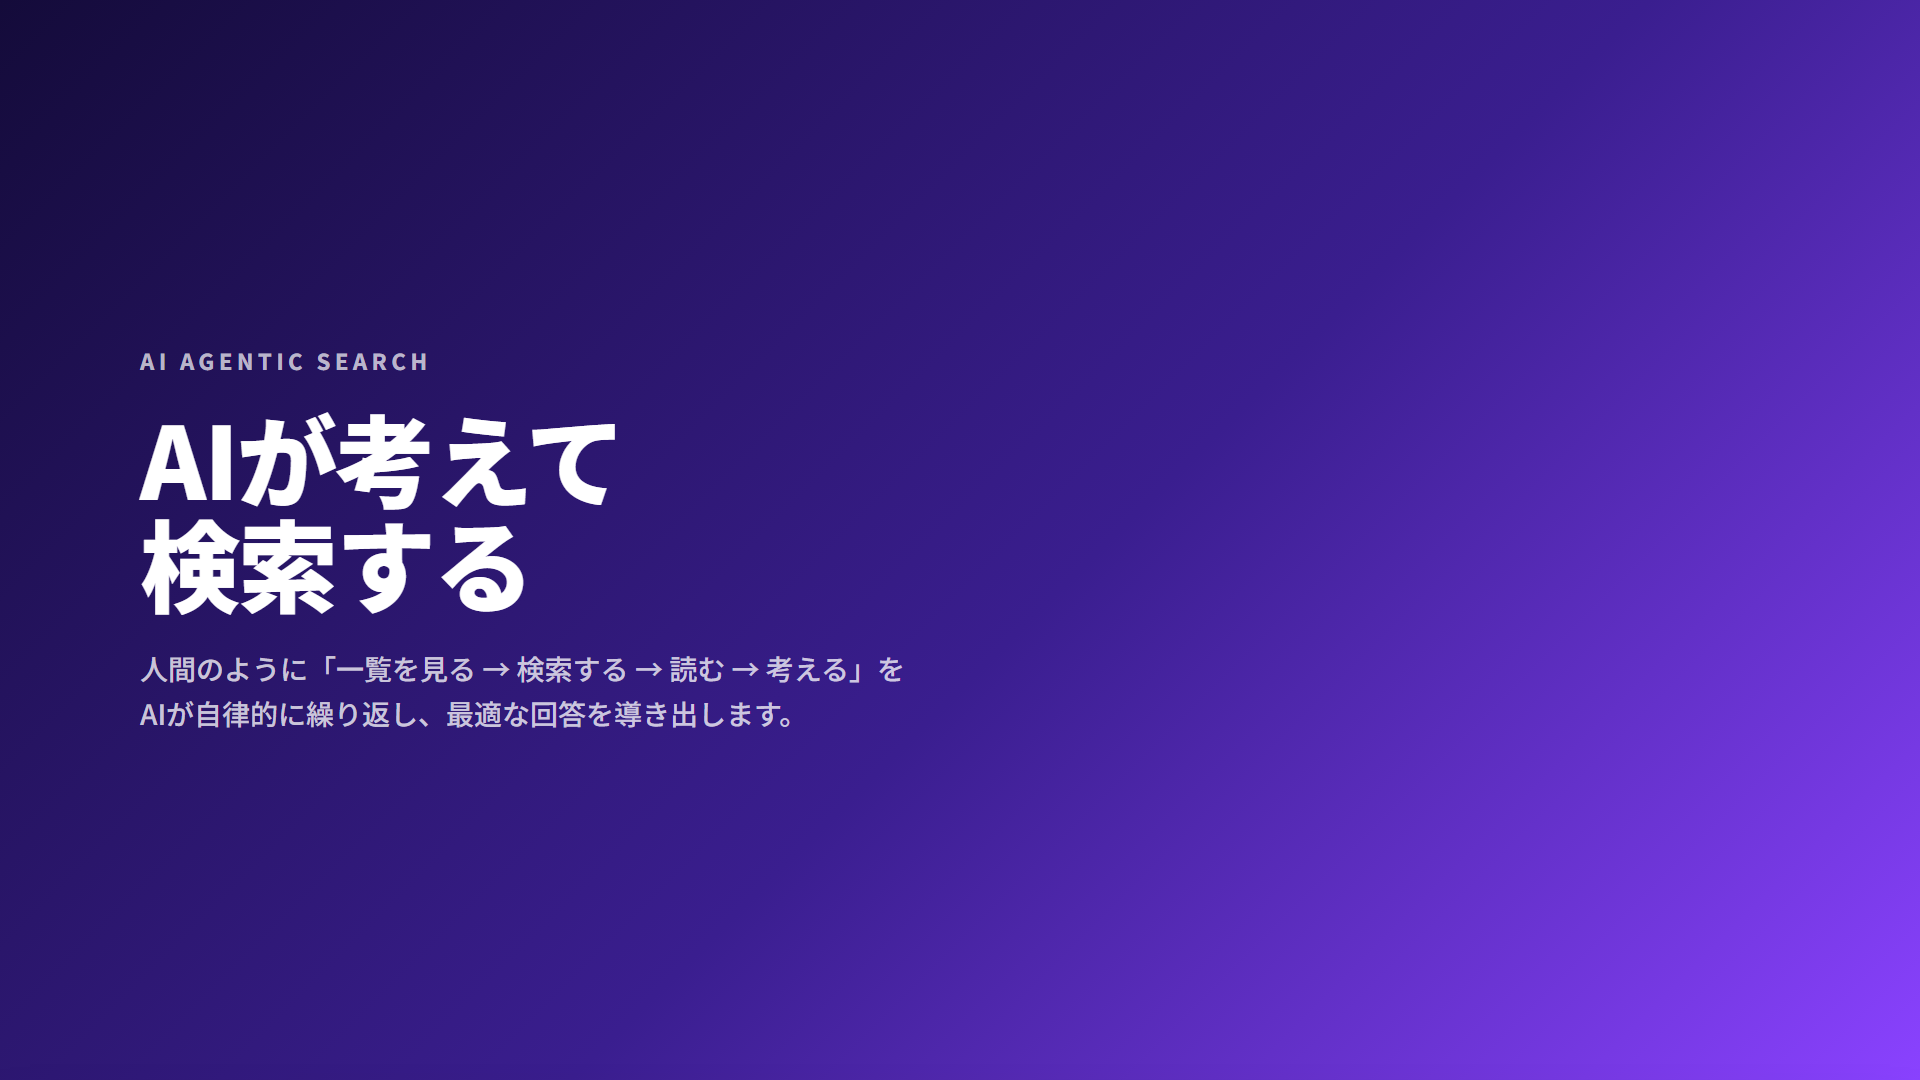 AI AGENTIC SEARCH
AIが考えて
検索する
人間のように「一覧を見る → 検索する → 読む → 考える」を
AIが自律的に繰り返し、最適な回答を導き出します。